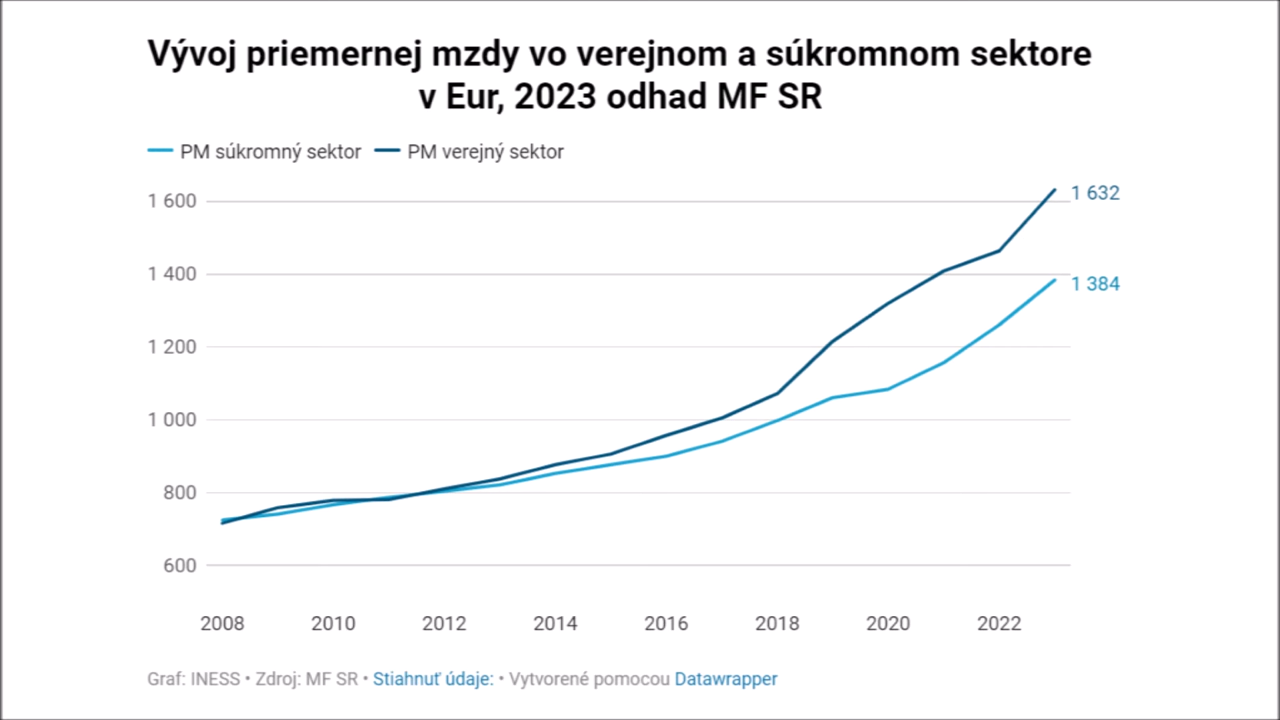 Vývoj priemernej mzdy vo verejnom a súkromnom sektore
v Eur, 2023 odhad MF SR
PM súkromný sektor PM verejný sektor
1 600
1 632
1 400
1 384
1 200
1 000
800
600
2008 2010 2012 2014 2016 2018 2020 2022
Graf: INESS • Zdroj: MF SR • Stiahnuť údaje: • Vytvorené pomocou Datawrapper